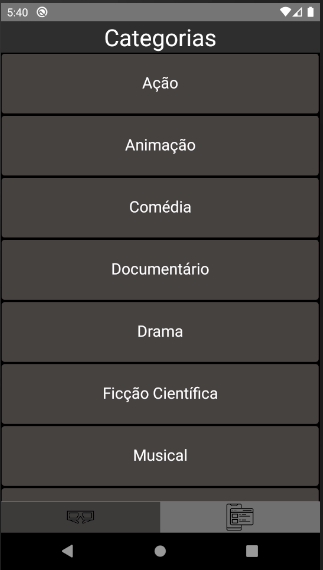 5:40
Categorias
Ação
Animação
Comédia
Documentário
Drama
Ficção Científica
Musical